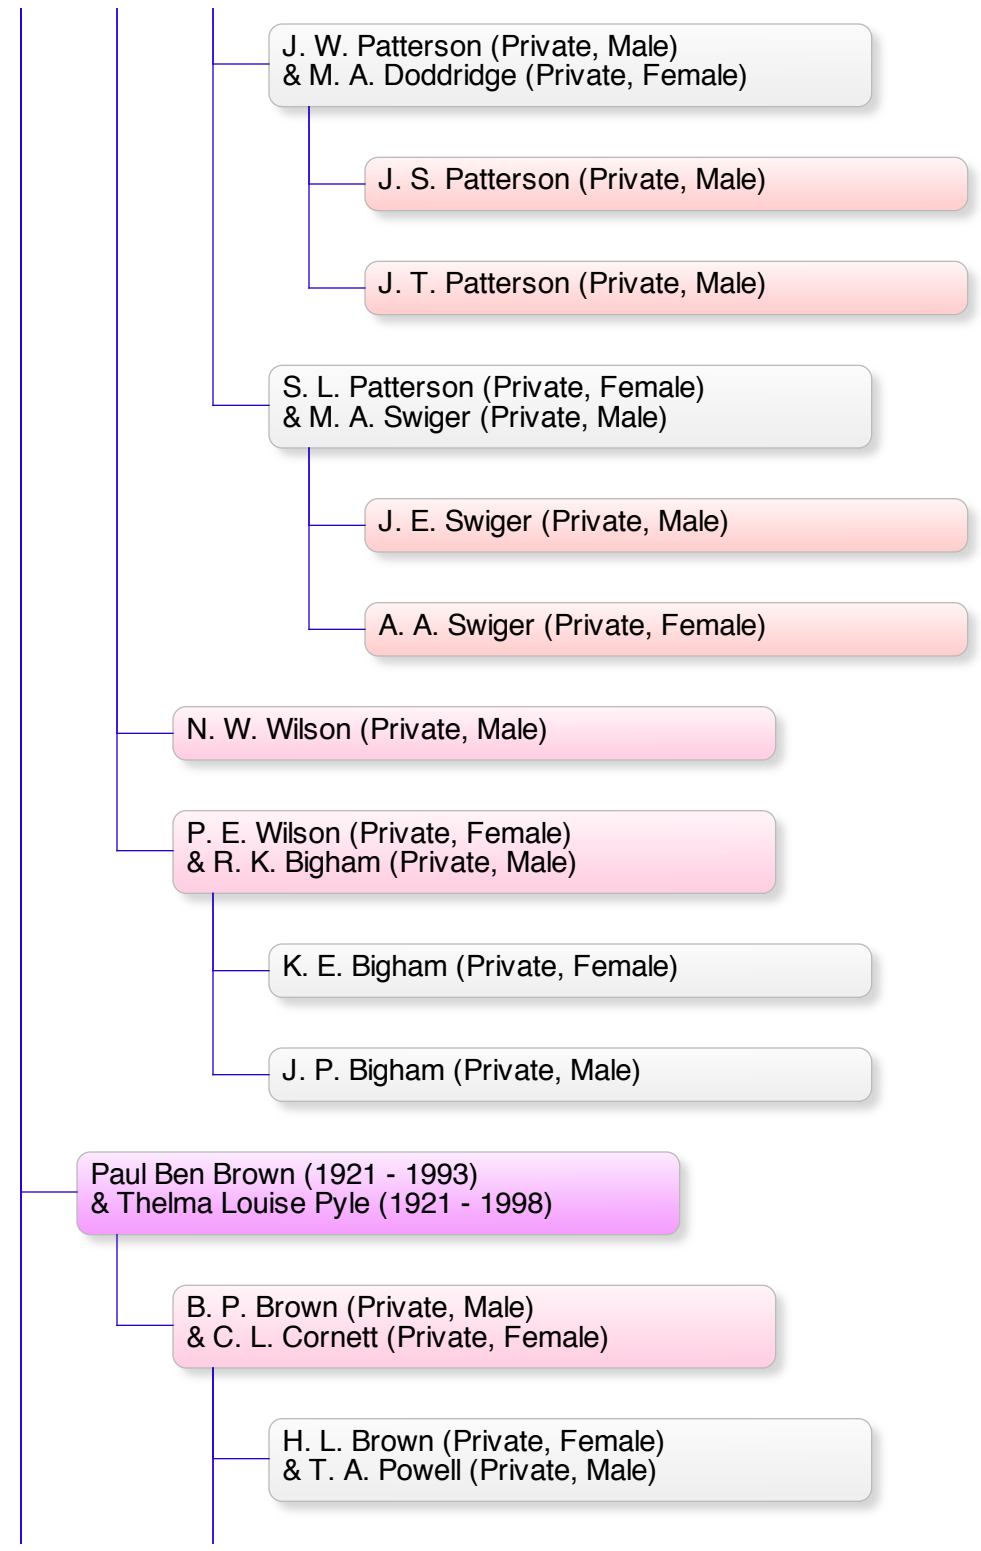 J. W. Patterson (Private, Male)
& M. A. Doddridge (Private, Female)
J. S. Patterson (Private, Male)
J. T. Patterson (Private, Male)
S. L. Patterson (Private, Female)
& M. A. Swiger (Private, Male)
J. E. Swiger (Private, Male)
A. A. Swiger (Private, Female)
N. W. Wilson (Private, Male)
P. E. Wilson (Private, Female)
& R. K. Bigham (Private, Male)
K. E. Bigham (Private, Female)
J. P. Bigham (Private, Male)
Paul Ben Brown (1921 - 1993)
& Thelma Louise Pyle (1921 - 1998)
B. P. Brown (Private, Male)
& C. L. Cornett (Private, Female)
H. L. Brown (Private, Female)
& T. A. Powell (Private, Male)